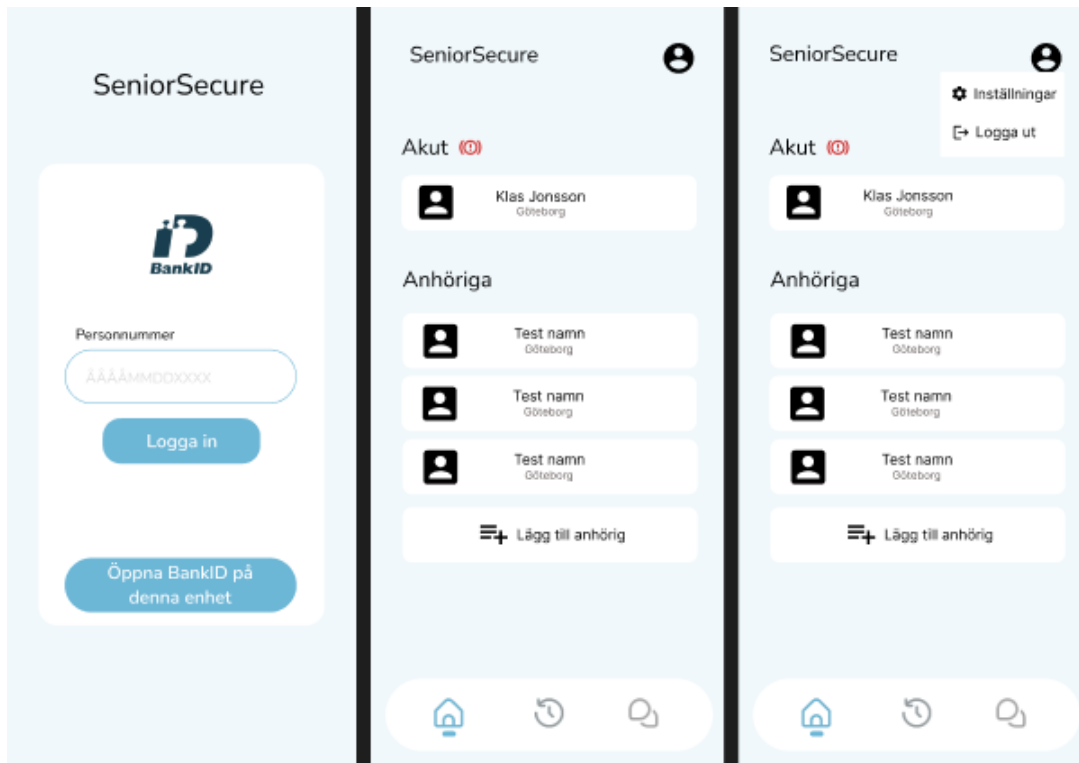 SeniorSecure
BankID
Personnummer
ÅÅÅÅMMDDXXXX
Logga in
Öppna BankID på
denna enhet
SeniorSecure
Akut
Klas Jonsson
Göteborg
Anhöriga
Test namn
Göteborg
Test namn
Göteborg
Test namn
Göteborg
Lägg till anhörig
SeniorSecure
Inställningar
Logga ut
Akut
Klas Jonsson
Göteborg
Anhöriga
Test namn
Göteborg
Test namn
Göteborg
Test namn
Göteborg
Lägg till anhörig